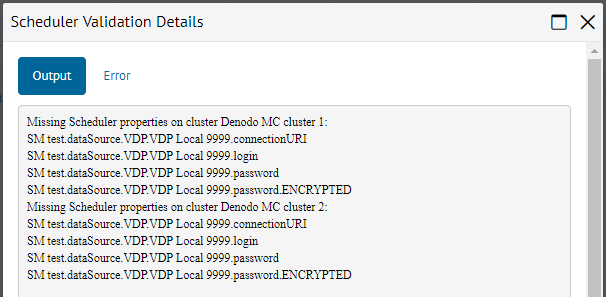 Scheduler Validation Details
Output
Error
Missing Scheduler properties on cluster Denodo MC cluster 1:
SM test.dataSource.VDP.VDP Local 9999.connectionURI
SM test.dataSource.VDP.VDP Local 9999.login
SM test.dataSource.VDP.VDP Local 9999.password
SM test.dataSource.VDP.VDP Local 9999.password.ENCRYPTED
Missing Scheduler properties on cluster Denodo MC cluster 2:
SM test.dataSource.VDP.VDP Local 9999.connectionURI
SM test.dataSource.VDP.VDP Local 9999.login
SM test.dataSource.VDP.VDP Local 9999.password
SM test.dataSource.VDP.VDP Local 9999.password.ENCRYPTED